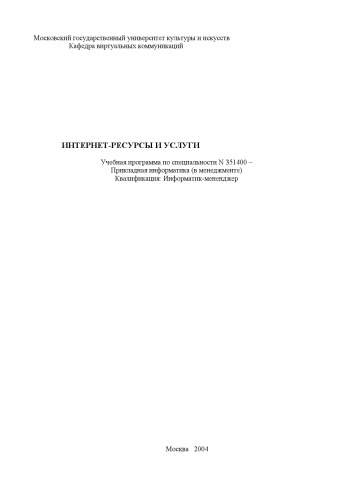 Московский государственный университет культуры и искусств
Кафедра виртуальных коммуникаций
ИНТЕРНЕТ-РЕСУРСЫ И УСЛУГИ
Учебная программа по специальности N 351400 –
Прикладная информатика (в менеджменте)
Квалификация: Информатик-менеджер
Москва 2004